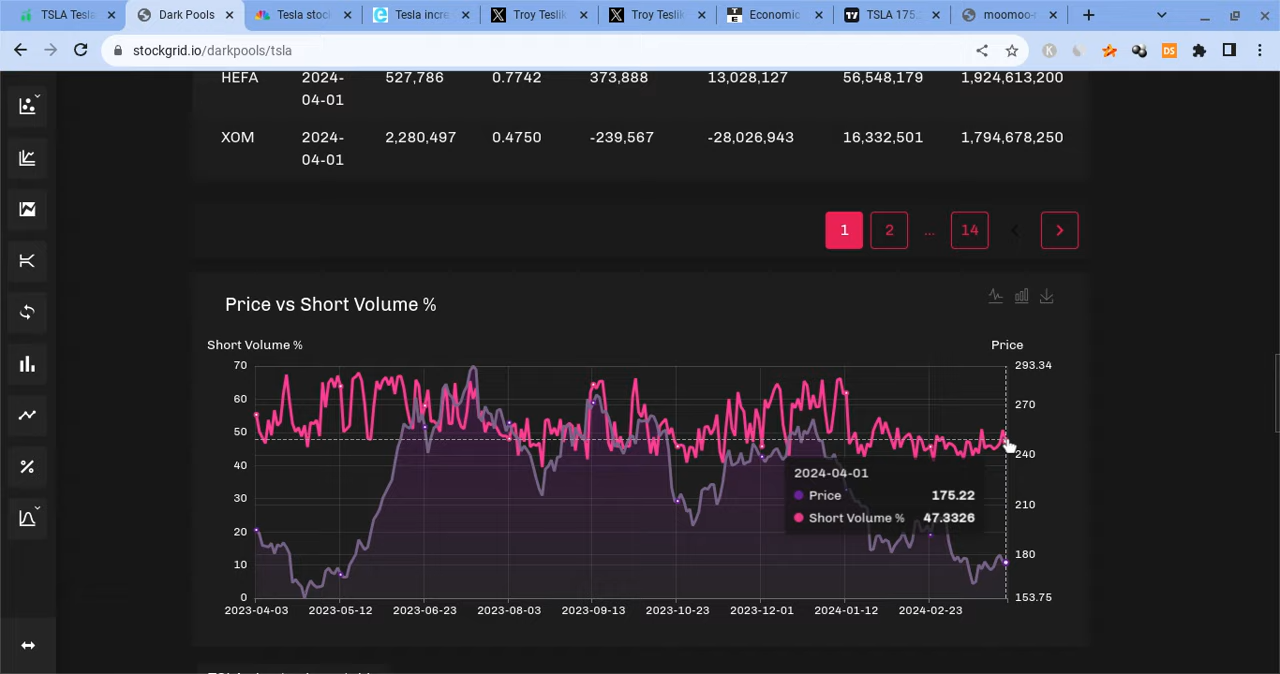 TSLA Tesla
Dark Pools
Tesla stoc
Tesla incre
Troy Teslik
Troy Teslik
Economic
TSLA 175.
moomoo-
stockgrid.io/darkpools/tsla
HEFA 2024-04-01 527,786 0.7742 373,888 13,028,127 56,548,179 1,924,613,200
XOM 2024-04-01 2,280,497 0.4750 -239,567 -28,026,943 16,332,501 1,794,678,250
1 2 ... 14
Price vs Short Volume %
Short Volume %
Price
70
60
50
40
30
20
10
0
293.34
270
240
210
180
153.75
2024-04-01
Price 175.22
Short Volume % 47.3326
2023-04-03 2023-05-12 2023-06-23 2023-08-03 2023-09-13 2023-10-23 2023-12-01 2024-01-12 2024-02-23